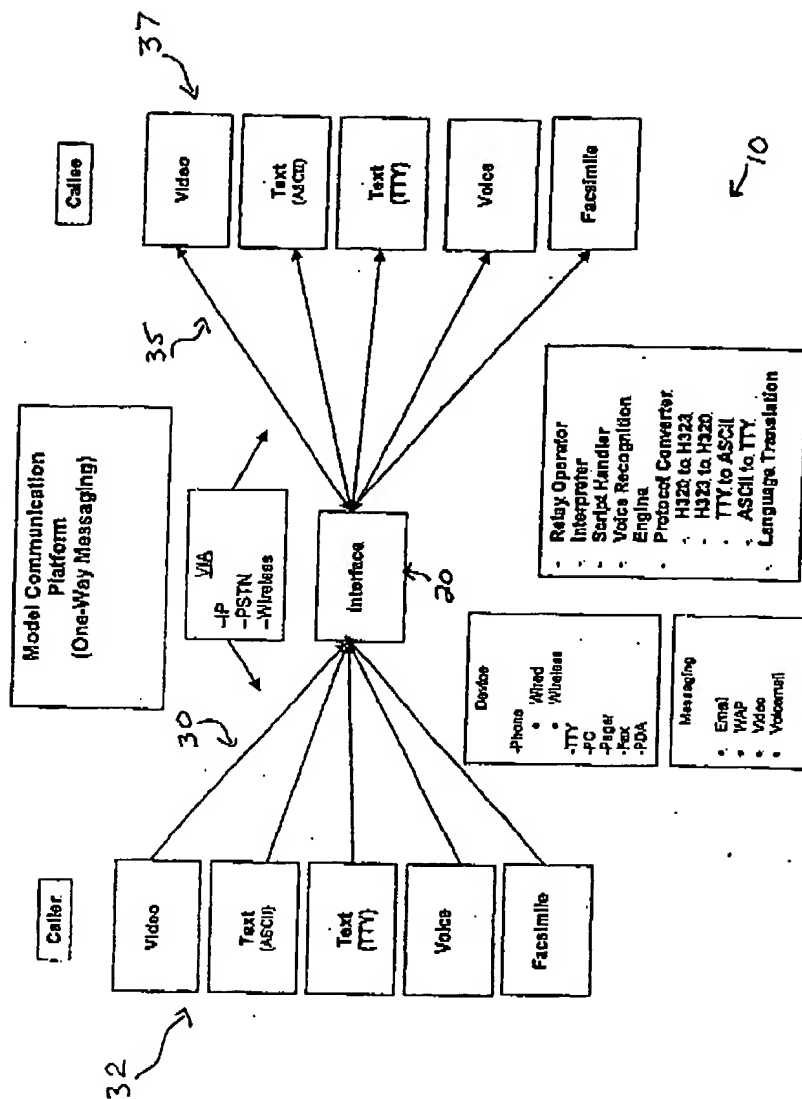 Model Communication
Platform
(One-Way Messaging)
Caller
Callee
32
30
35
37
VIA
-IP
-PSTN
-Wireless
Video
Text
(ASCII)
Text
(TTY)
Voice
Facsimile
Interface
20
Video
Text
(ASCII)
Text
(TTY)
Voice
Facsimile
Device
-Phone
• Wired
• Wireless
-TTY
-PC
-Pager
-Fax
-PDA
Messaging
• Email
• WAP
• Video
• Voicemail
- Relay Operator
- Interpreter
- Script Handler
- Voice Recognition
Engine
- Protocol Converter
- H320 to H323
- H323 to H320
- TTY to ASCII
- ASCII to TTY
- Language Translation
10